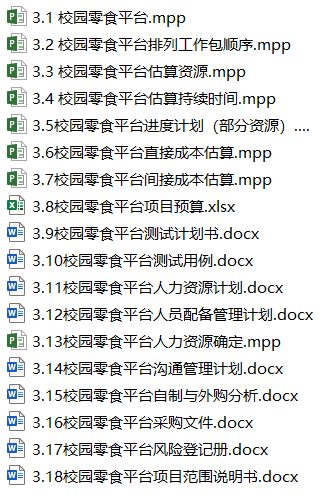 3.1 校园零食平台.mpp
3.2 校园零食平台排列工作包顺序.mpp
3.3 校园零食平台估算资源.mpp
3.4 校园零食平台估算持续时间.mpp
3.5校园零食平台进度计划（部分资源）....
3.6校园零食平台直接成本估算.mpp
3.7校园零食平台间接成本估算.mpp
3.8校园零食平台项目预算.xlsx
3.9校园零食平台测试计划书.docx
3.10校园零食平台测试用例.docx
3.11校园零食平台人力资源计划.docx
3.12校园零食平台人员配备管理计划.docx
3.13校园零食平台人力资源确定.mpp
3.14校园零食平台沟通管理计划.docx
3.15校园零食平台自制与外购分析.docx
3.16校园零食平台采购文件.docx
3.17校园零食平台风险登记册.docx
3.18校园零食平台项目范围说明书.docx